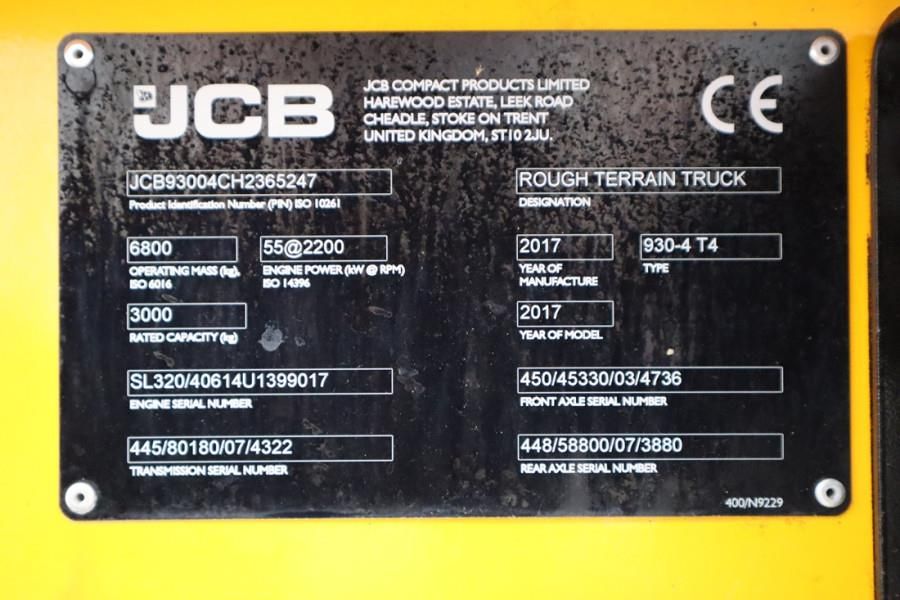 JCB
JCB COMPACT PRODUCTS LIMITED
HAREWOOD ESTATE, LEEK ROAD
CHEADLE, STOKE ON TRENT
UNITED KINGDOM, ST10 2JU.
CE
JCB93004CH2365247
Product Identification Number (PIN) ISO 10261
ROUGH TERRAIN TRUCK
DESIGNATION
6800
OPERATING MASS (kg),
ISO 6016
55@2200
ENGINE POWER (kW @ RPM)
ISO 14396
2017
YEAR OF
MANUFACTURE
930-4 T4
TYPE
3000
RATED CAPACITY (kg)
2017
YEAR OF MODEL
SL320/40614U1399017
ENGINE SERIAL NUMBER
450/45330/03/4736
FRONT AXLE SERIAL NUMBER
445/80180/07/4322
TRANSMISSION SERIAL NUMBER
448/58800/07/3880
REAR AXLE SERIAL NUMBER
400/N9229